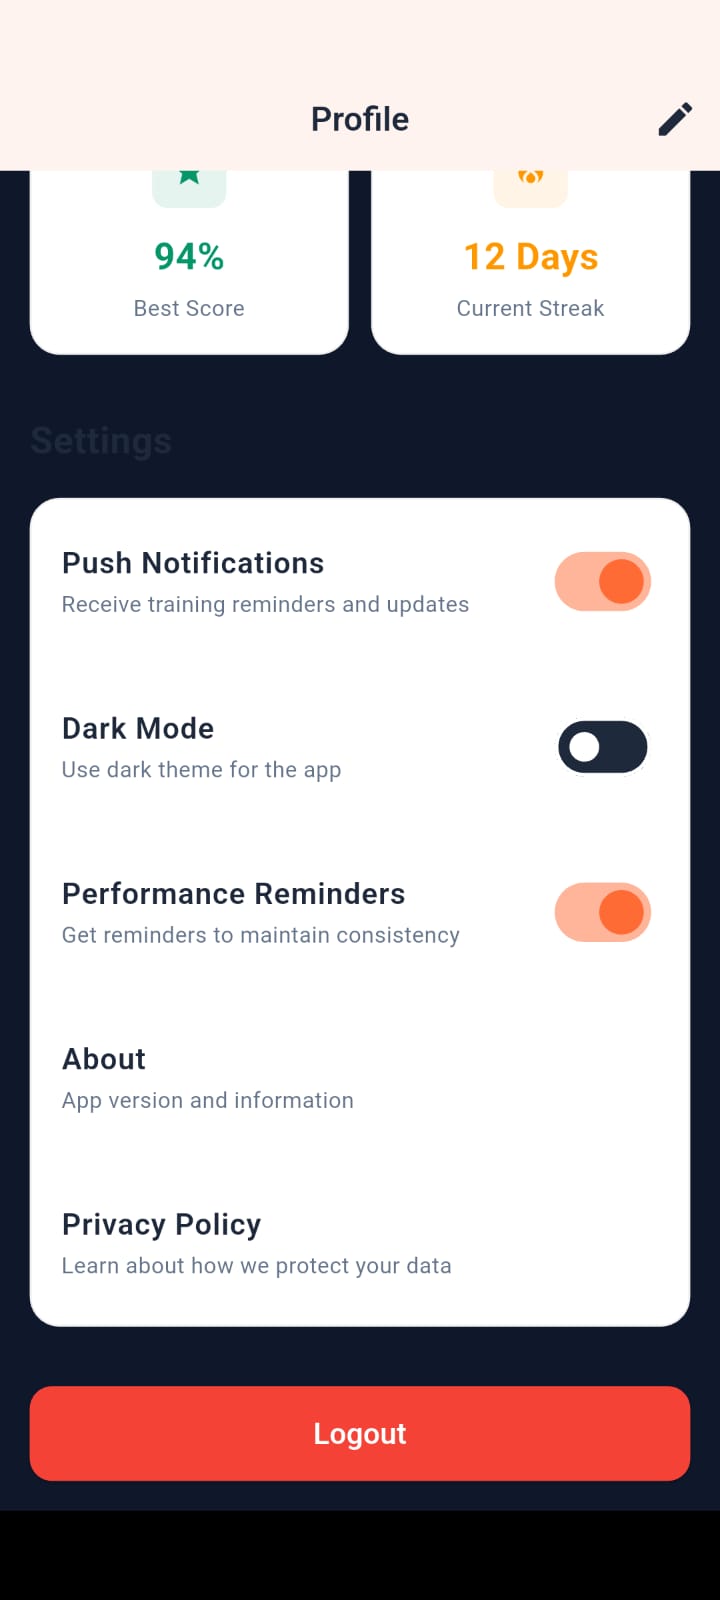 Profile
94%
12 Days
Best Score
Current Streak
Settings
Push Notifications
Receive training reminders and updates
Dark Mode
Use dark theme for the app
Performance Reminders
Get reminders to maintain consistency
About
App version and information
Privacy Policy
Learn about how we protect your data
Logout